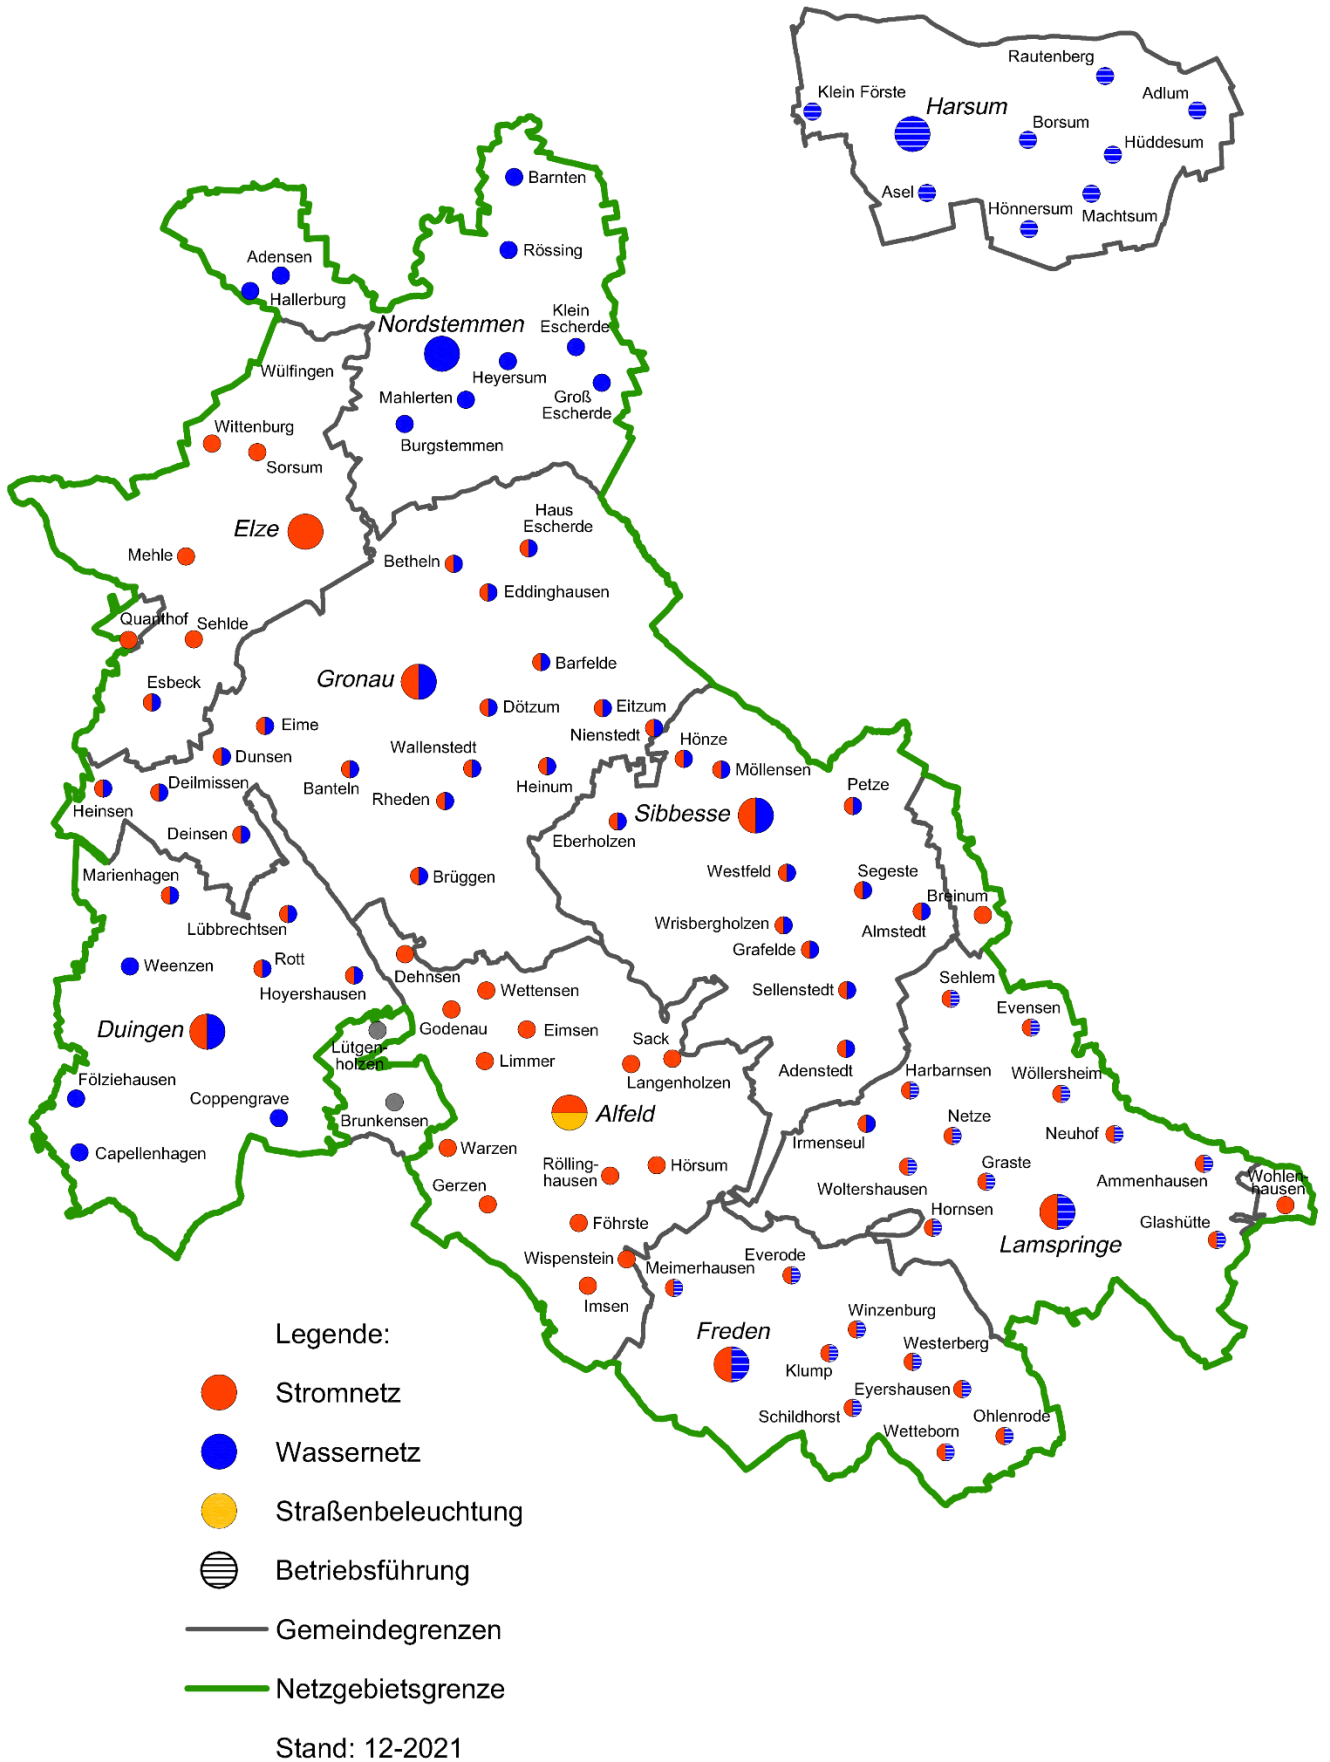 Rautenberg
Klein Förste
Adlum
Harsum
Borsum
Hüddesum
Asel
Hönnersum
Machtsum
Barnten
Rössing
Adensen
Hallerburg
Klein
Escherde
Nordstemmen
Wülfingen
Heyersum
Mahlerten
Groß
Escherde
Burgstemmen
Wittenburg
Sorsum
Elze
Haus
Escherde
Mehle
Betheln
Eddinghausen
Quanthof
Sehlde
Barfelde
Gronau
Esbeck
Dötzum
Eitzum
Eime
Nienstedt
Hönze
Wallenstedt
Dunsen
Möllensen
Deilmissen
Banteln
Heinum
Petze
Heinsen
Rheden
Sibbesse
Deinsen
Eberholzen
Marienhagen
Brüggen
Westfeld
Segeste
Breinum
Lübbrechtsen
Wrisbergholzen
Almstedt
Grafelde
Weenzen
Rott
Dehnsen
Hoyershausen
Wettensen
Sellenstedt
Sehlem
Evensen
Duingen
Godenau
Eimsen
Lütgen-
holzen
Sack
Limmer
Langenholzen
Adenstedt
Fölziehausen
Harbarnsen
Wöllersheim
Coppengrave
Brunkensen
Alfeld
Netze
Neuhof
Irmenseul
Capellenhagen
Warzen
Rölling-
hausen
Hörsum
Graste
Ammenhausen
Wohlen-
hausen
Gerzen
Woltershausen
Hornsen
Föhrste
Glashütte
Lamspringe
Wispenstein
Everode
Meimerhausen
Imsen
Winzenburg
Freden
Westerberg
Klump
Eyershausen
Schildhorst
Ohlenrode
Wetteborn
Legende:
Stromnetz
Wassernetz
Straßenbeleuchtung
Betriebsführung
Gemeindegrenzen
Netzgebietsgrenze
Stand: 12-2021